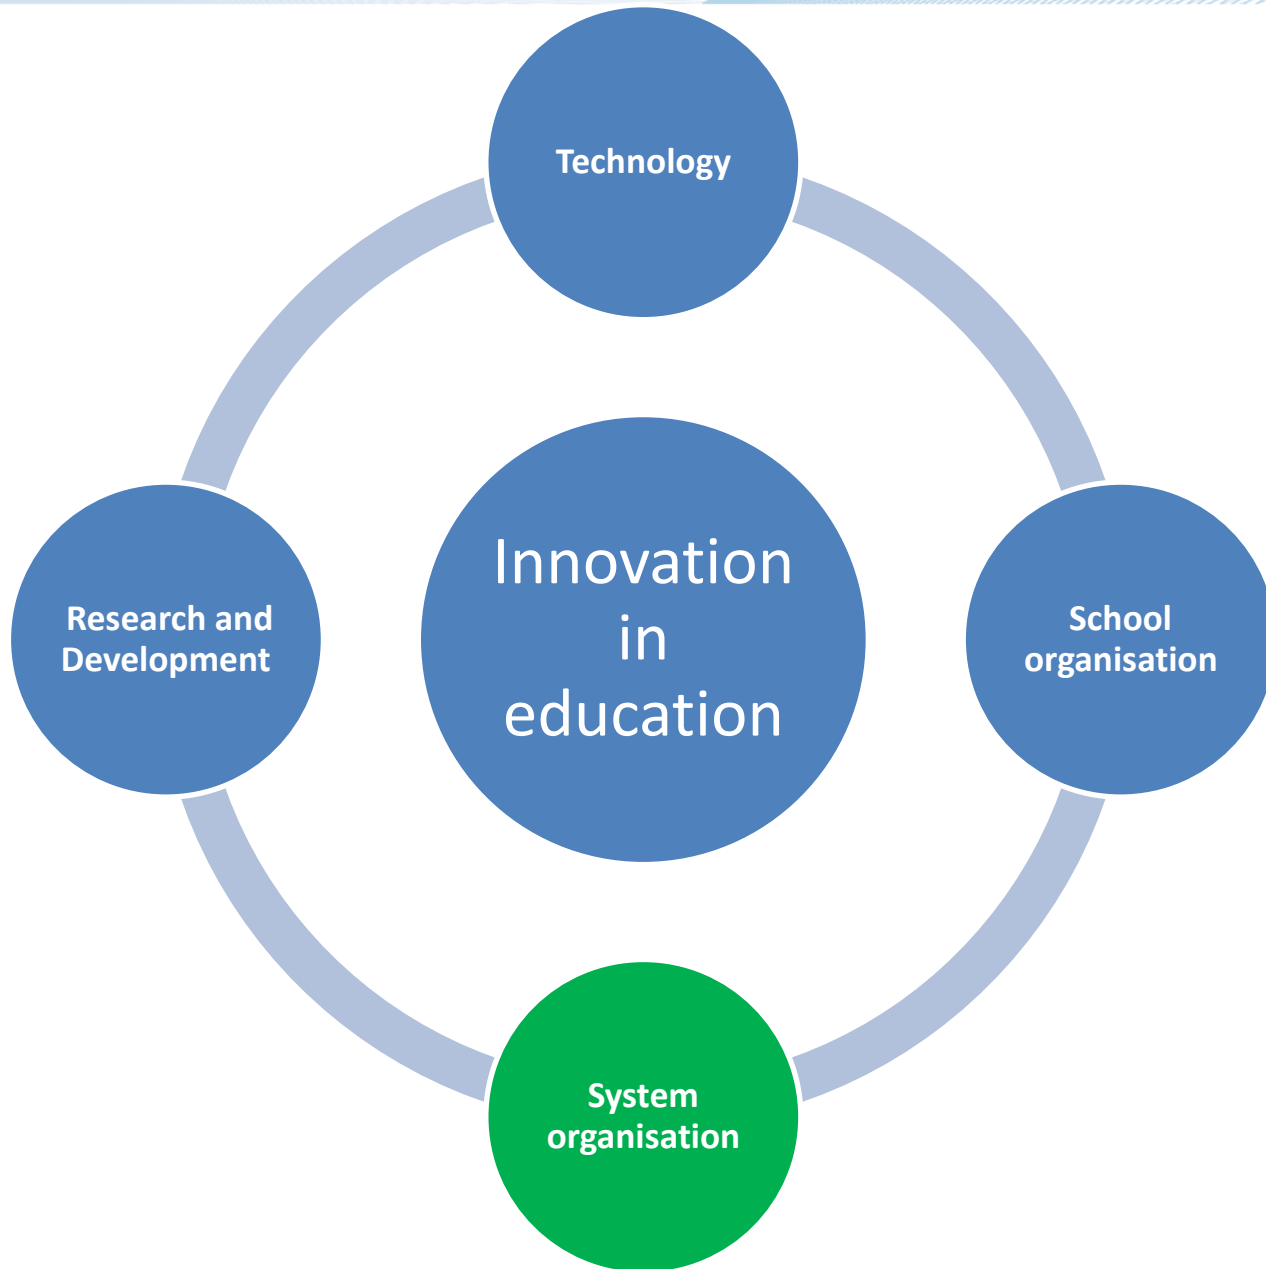 Technology
Innovation
in
education
Research and
Development
School
organisation
System
organisation